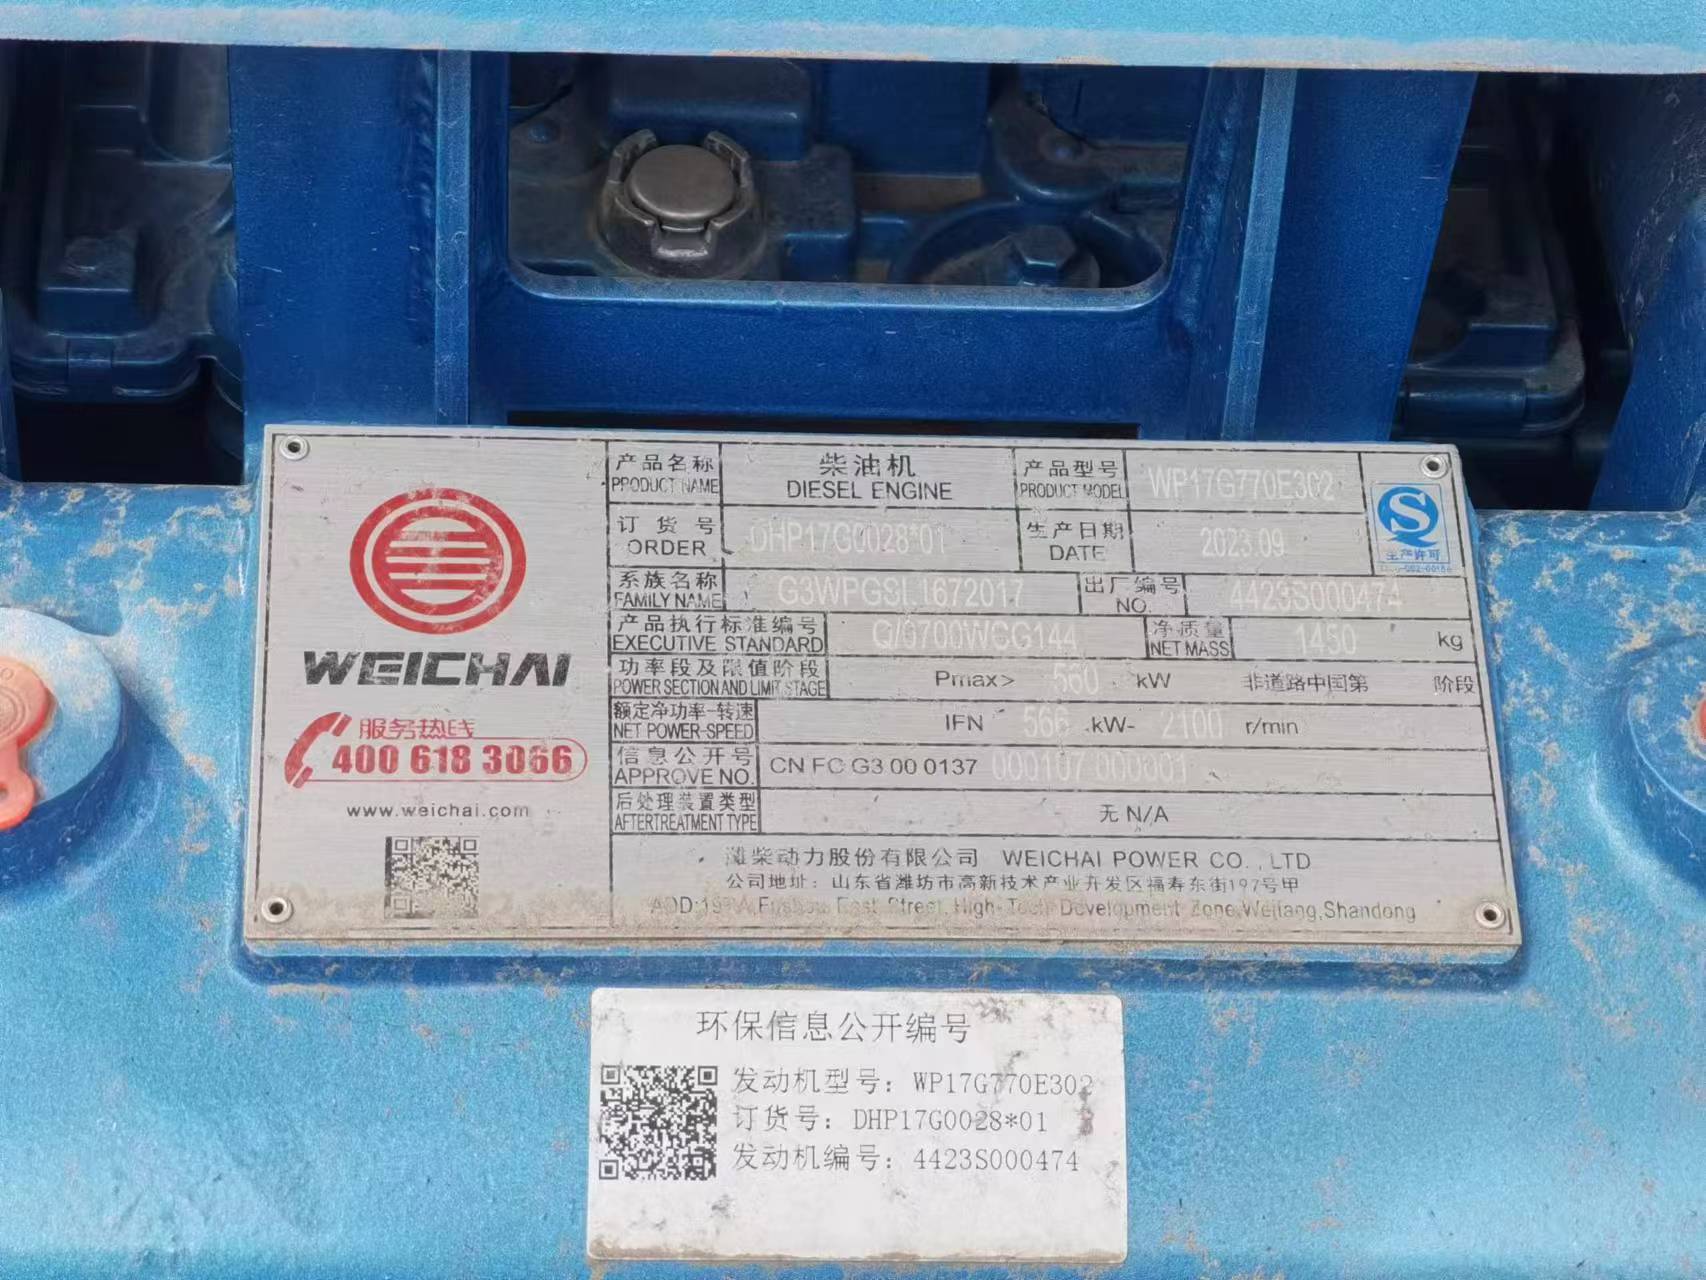 WEICHAI
服务热线
400 618 3066
www.weichai.com
产品名称 柴油机 产品型号 WP17G770E302
PRODUCT NAME DIESEL ENGINE PRODUCT MODEL
订货号 DHP17G0028*01 生产日期 2023.09
ORDER DATE
生产许可
系族名称 G3WPGSL1672017 出厂编号 4423S000474
FAMILY NAME NO.
产品执行标准编号 Q/0700WCG144 净质量 1450 kg
EXECUTIVE STANDARD NET MASS
功率段及限值阶段 Pmax> 560 kW 非道路中国第 阶段
POWER SECTION AND LIMIT STAGE
额定净功率-转速 IFN 566 kW- 2100 r/min
NET POWER-SPEED
信息公开号 CN FC G3 00 0137 000107 000001
APPROVE NO.
后处理装置类型 无 N/A
AFTERTREATMENT TYPE
潍柴动力股份有限公司 WEICHAI POWER CO.,LTD
公司地址：山东省潍坊市高新技术产业开发区福寿东街197号甲
ADD:197A,Fushou East Street, High-Tech Development Zone,Weifang,Shandong
环保信息公开编号
发动机型号：WP17G770E302
订货号：DHP17G0028*01
发动机编号：4423S000474